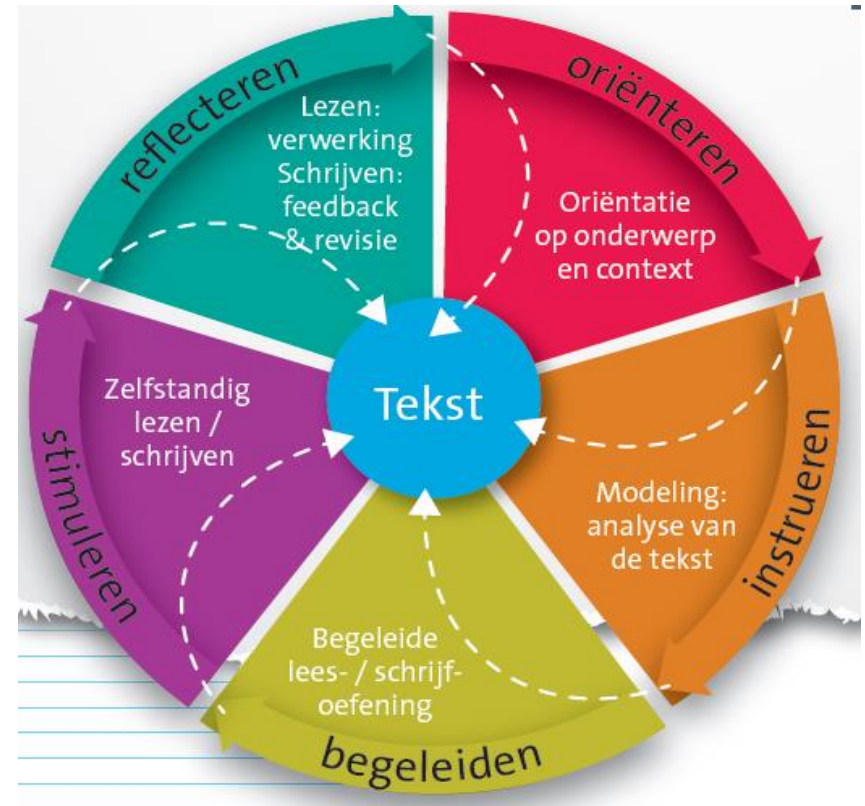 oriënteren
Oriëntatie
op onderwerp
en context
instrueren
Modeling:
analyse van
de tekst
begeleiden
Begeleide
lees- / schrijf-
oefening
stimuleren
Zelfstandig
lezen /
schrijven
reflecteren
Lezen:
verwerking
Schrijven:
feedback
& revisie
Tekst